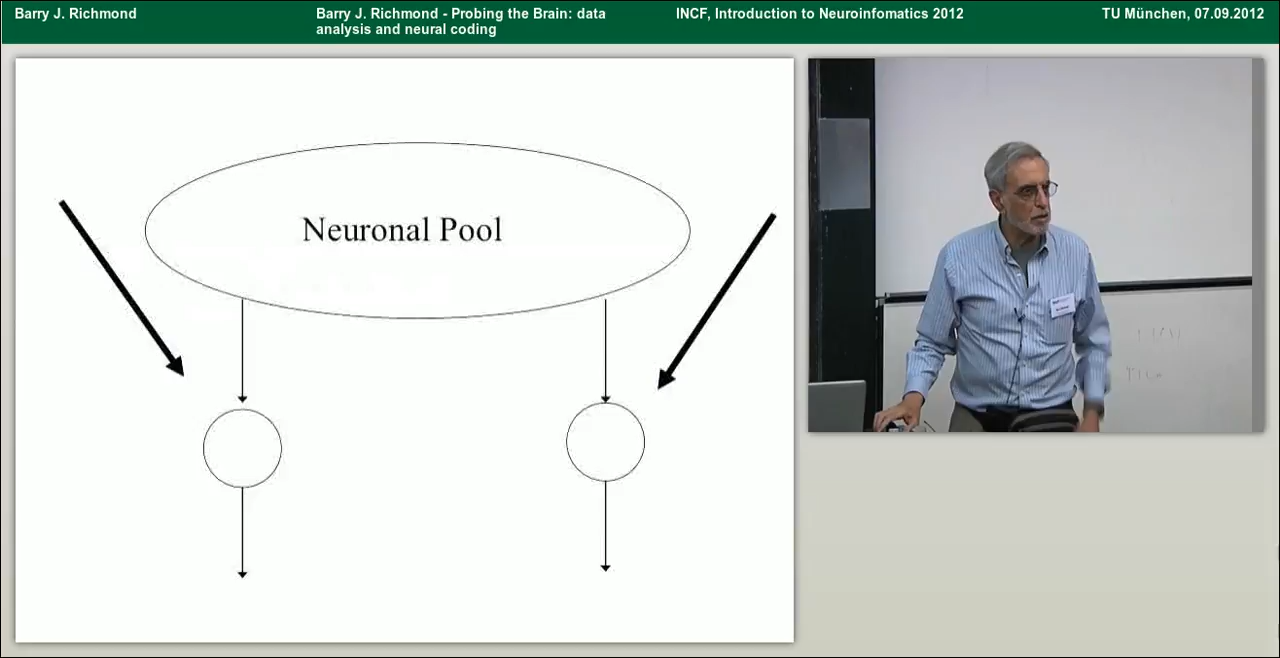 Barry J. Richmond
Barry J. Richmond - Probing the Brain: data
analysis and neural coding
INCF, Introduction to Neuroinfomatics 2012
TU München, 07.09.2012
Neuronal Pool